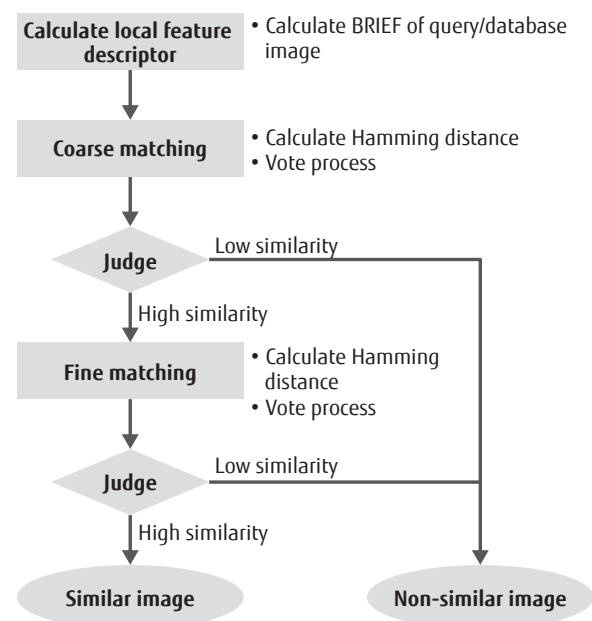 Calculate local feature
descriptor
• Calculate BRIEF of query/database
image
Coarse matching
• Calculate Hamming distance
• Vote process
Judge
Low similarity
High similarity
Fine matching
• Calculate Hamming
distance
• Vote process
Judge
Low similarity
High similarity
Similar image
Non-similar image